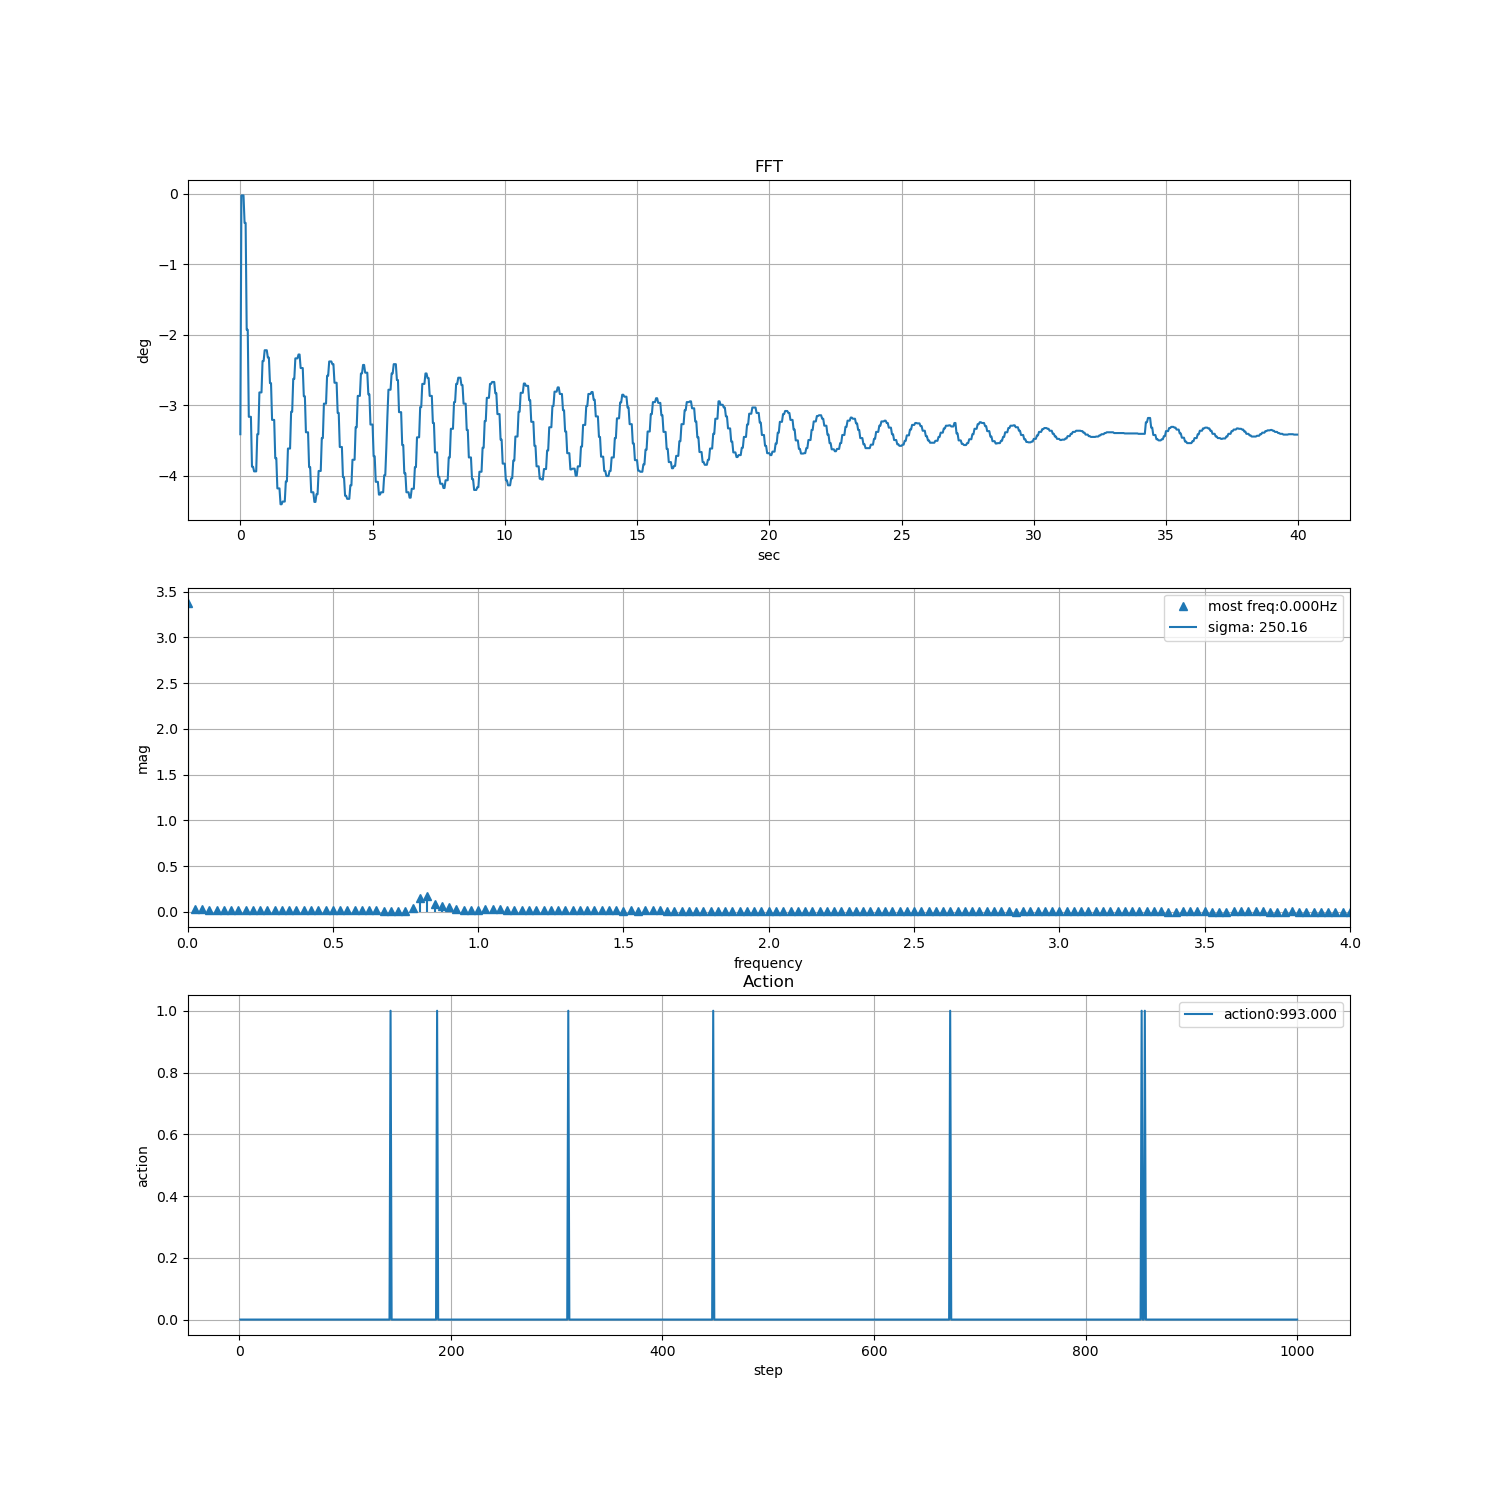 FFT
0
−1
−2
−3
−4
deg
0 5 10 15 20 25 30 35 40
sec
3.5
3.0
2.5
2.0
1.5
1.0
0.5
0.0
mag
most freq:0.000Hz
sigma: 250.16
0.0 0.5 1.0 1.5 2.0 2.5 3.0 3.5 4.0
frequency
Action
1.0
0.8
0.6
0.4
0.2
0.0
action
action0:993.000
0 200 400 600 800 1000
step